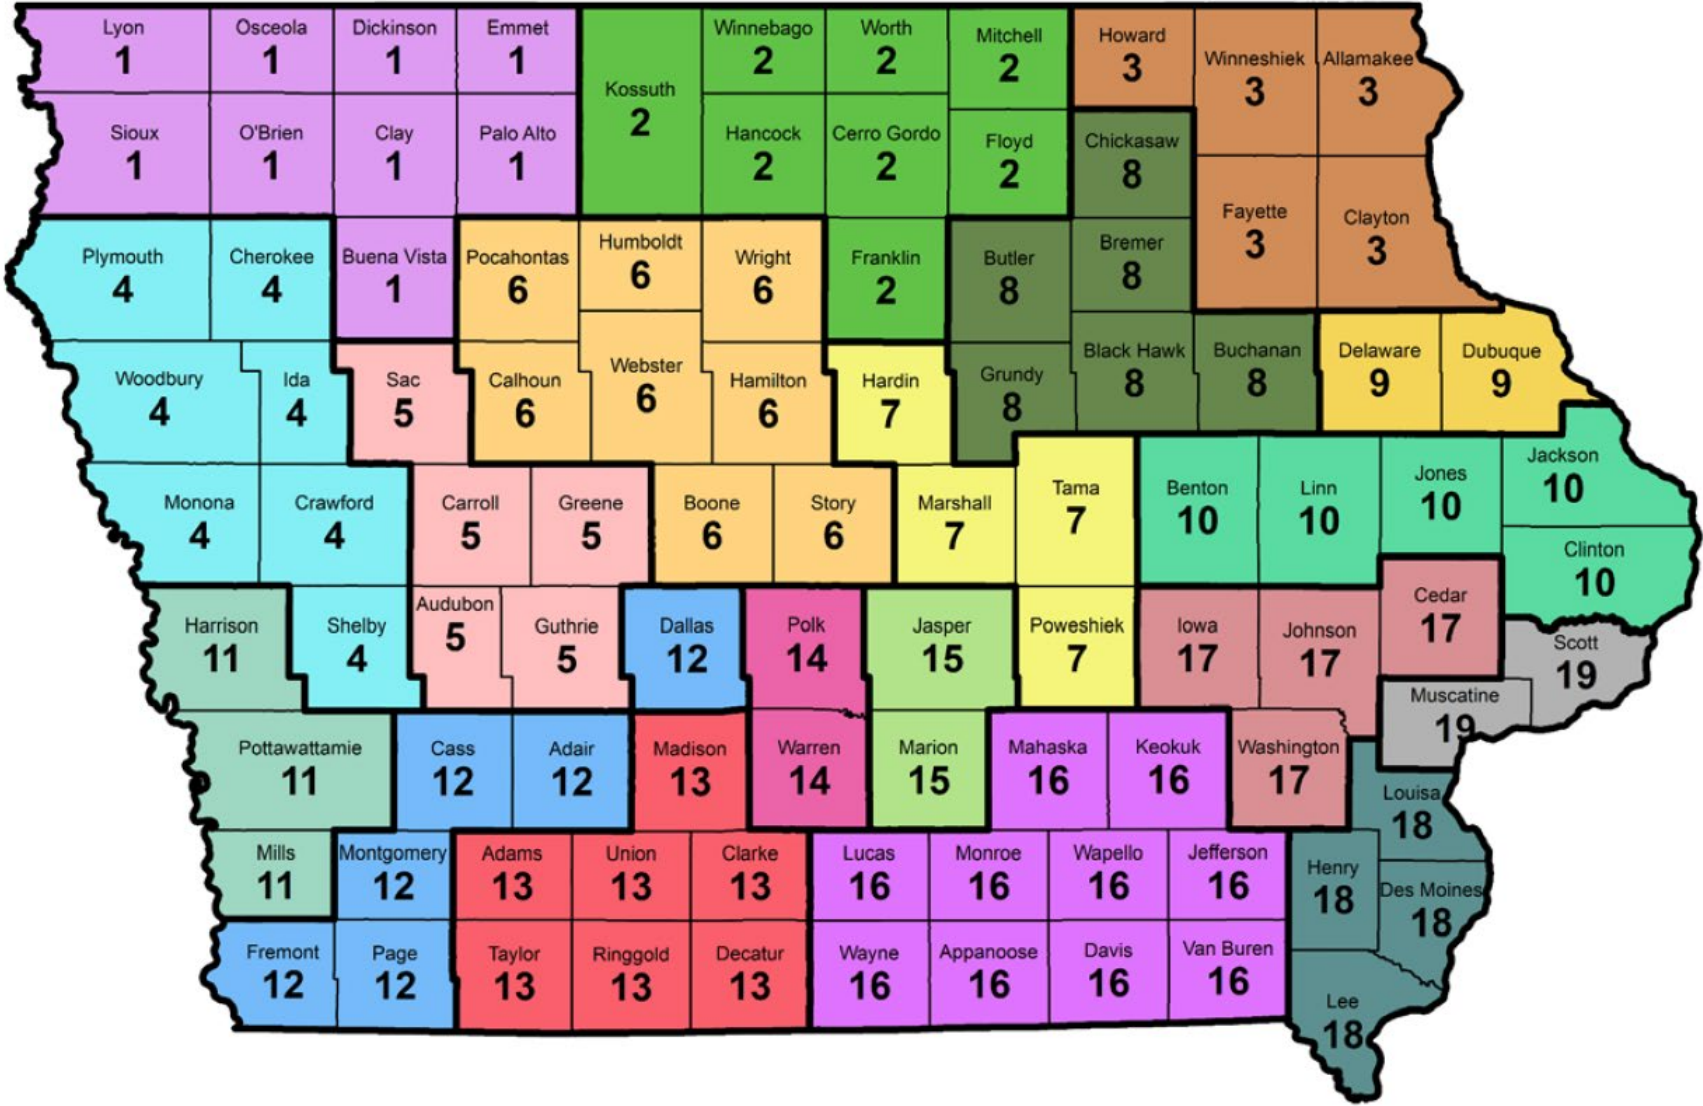 Lyon
1
Osceola
1
Dickinson
1
Emmet
1
Kossuth
2
Winnebago
2
Worth
2
Mitchell
2
Howard
3
Winneshiek
3
Allamakee
3
Sioux
1
O'Brien
1
Clay
1
Palo Alto
1
Hancock
2
Cerro Gordo
2
Floyd
2
Chickasaw
8
Fayette
3
Clayton
3
Plymouth
4
Cherokee
4
Buena Vista
1
Pocahontas
6
Humboldt
6
Wright
6
Franklin
2
Butler
8
Bremer
8
Woodbury
4
Ida
4
Sac
5
Calhoun
6
Webster
6
Hamilton
6
Hardin
7
Grundy
8
Black Hawk
8
Buchanan
8
Delaware
9
Dubuque
9
Monona
4
Crawford
4
Carroll
5
Greene
5
Boone
6
Story
6
Marshall
7
Tama
7
Benton
10
Linn
10
Jones
10
Jackson
10
Clinton
10
Harrison
11
Shelby
4
Audubon
5
Guthrie
5
Dallas
12
Polk
14
Jasper
15
Poweshiek
7
Iowa
17
Johnson
17
Cedar
17
Scott
19
Muscatine
19
Pottawattamie
11
Cass
12
Adair
12
Madison
13
Warren
14
Marion
15
Mahaska
16
Keokuk
16
Washington
17
Louisa
18
Mills
11
Montgomery
12
Adams
13
Union
13
Clarke
13
Lucas
16
Monroe
16
Wapello
16
Jefferson
16
Henry
18
Des Moines
18
Fremont
12
Page
12
Taylor
13
Ringgold
13
Decatur
13
Wayne
16
Appanoose
16
Davis
16
Van Buren
16
Lee
18